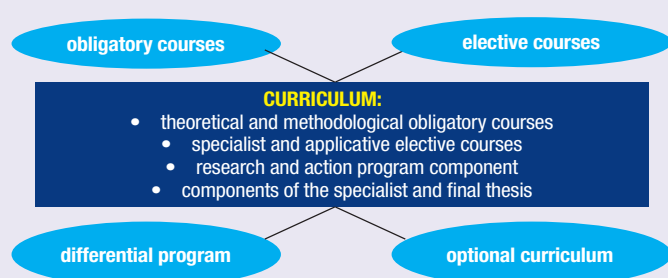 obligatory courses
elective courses
CURRICULUM:
• theoretical and methodological obligatory courses
• specialist and applicative elective courses
• research and action program component
• components of the specialist and final thesis
differential program
optional curriculum